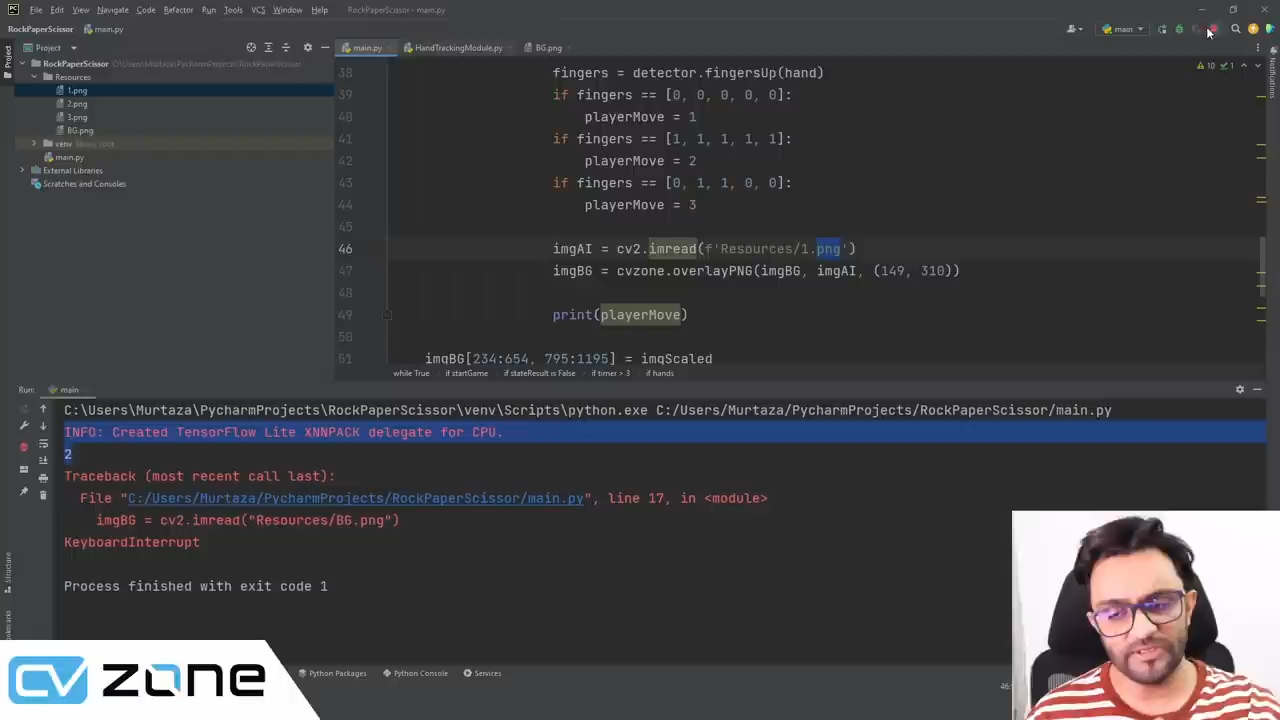 PC File Edit View Navigate Code Refactor Run Tools VCS Window Help RockPaperScissor - main.py
RockPaperScissor main.py
main
Project
main.py HandTrackingModule.py BG.png
RockPaperScissor C:\Users\Murtaza\PycharmProjects\RockPaperScissor
Resources
1.png
2.png
3.png
BG.png
venv library root
main.py
External Libraries
Scratches and Consoles
Project
Notifications
10 1
38 fingers = detector.fingersUp(hand)
39 if fingers == [0, 0, 0, 0, 0]:
40 playerMove = 1
41 if fingers == [1, 1, 1, 1, 1]:
42 playerMove = 2
43 if fingers == [0, 1, 1, 0, 0]:
44 playerMove = 3
45
46 imgAI = cv2.imread(f'Resources/1.png')
47 imgBG = cvzone.overlayPNG(imgBG, imgAI, (149, 310))
48
49 print(playerMove)
50
51 imgBG[234:654, 795:1195] = imgScaled
while True if startGame if stateResult is False if timer > 3 if hands
Run: main
C:\Users\Murtaza\PycharmProjects\RockPaperScissor\venv\Scripts\python.exe C:/Users/Murtaza/PycharmProjects/RockPaperScissor/main.py
INFO: Created TensorFlow Lite XNNPACK delegate for CPU.
2
Traceback (most recent call last):
File "C:/Users/Murtaza/PycharmProjects/RockPaperScissor/main.py", line 17, in <module>
imgBG = cv2.imread("Resources/BG.png")
KeyboardInterrupt
Process finished with exit code 1
Structure
Python Packages Python Console Services
CV ZONE